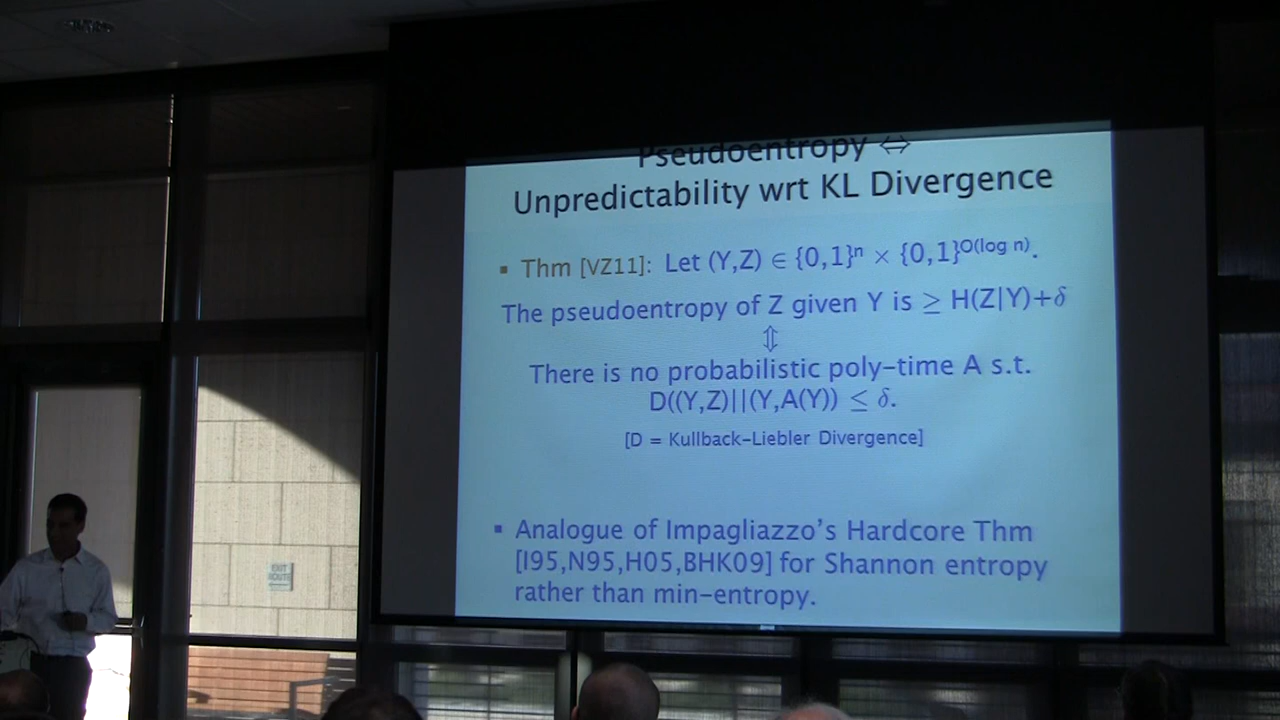 Pseudoentropy ⇔
Unpredictability wrt KL Divergence
▪ Thm [VZ11]: Let (Y,Z) ∈ {0,1}ⁿ × {0,1}^O(log n).
The pseudoentropy of Z given Y is ≥ H(Z|Y)+δ
⇕
There is no probabilistic poly-time A s.t.
D((Y,Z)||(Y,A(Y)) ≤ δ.
[D = Kullback-Liebler Divergence]
▪ Analogue of Impagliazzo's Hardcore Thm
[I95,N95,H05,BHK09] for Shannon entropy
rather than min-entropy.
EXIT
ROUTE